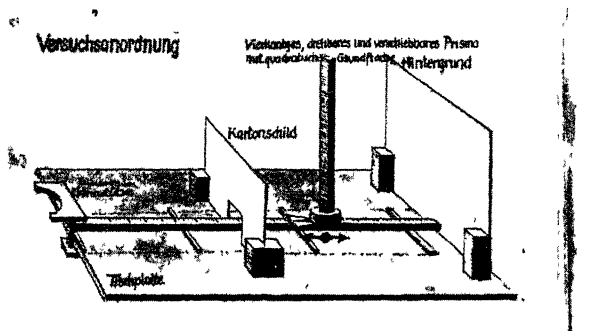 Versuchsanordnung
Vierkantiges, drehbares und verschiebbares Prisma
mit quadratischer Grundfläche
Hintergrund
Kartonschild
Tischplatte